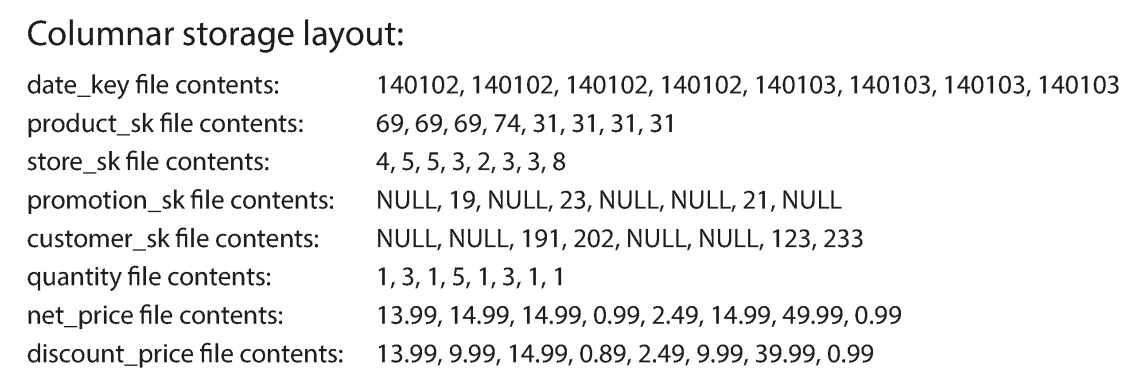 Columnar storage layout:
date_key file contents: 140102, 140102, 140102, 140102, 140103, 140103, 140103, 140103
product_sk file contents: 69, 69, 69, 74, 31, 31, 31, 31
store_sk file contents: 4, 5, 5, 3, 2, 3, 3, 8
promotion_sk file contents: NULL, 19, NULL, 23, NULL, NULL, 21, NULL
customer_sk file contents: NULL, NULL, 191, 202, NULL, NULL, 123, 233
quantity file contents: 1, 3, 1, 5, 1, 3, 1, 1
net_price file contents: 13.99, 14.99, 14.99, 0.99, 2.49, 14.99, 49.99, 0.99
discount_price file contents: 13.99, 9.99, 14.99, 0.89, 2.49, 9.99, 39.99, 0.99